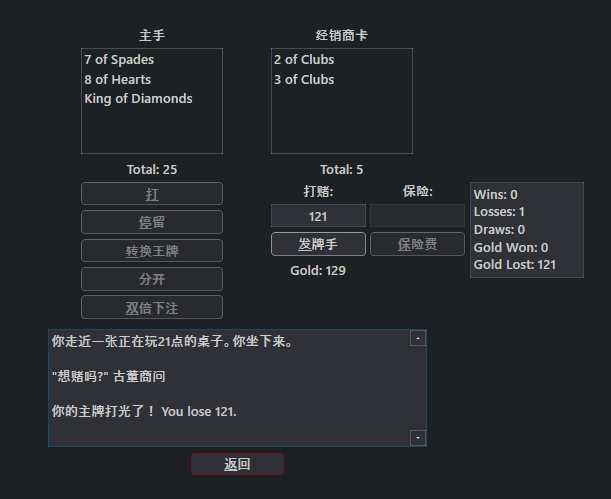 主手
经销商卡
7 of Spades
8 of Hearts
King of Diamonds
2 of Clubs
3 of Clubs
Total: 25
Total: 5
打
停留
转换王牌
分开
双倍下注
打赌:
保险:
121
发牌手
保险费
Gold: 129
Wins: 0
Losses: 1
Draws: 0
Gold Won: 0
Gold Lost: 121
你走近一张正在玩21点的桌子。你坐下来。
"想赌吗?" 古董商问
你的主牌打光了！ You lose 121.
返回